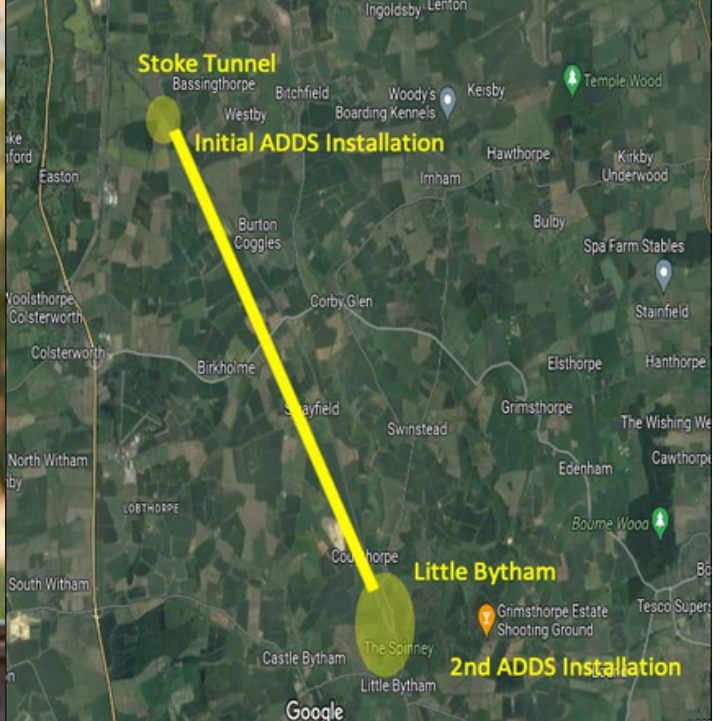 Ingoldsby
Lenton
Stoke Tunnel
Bassingthorpe
Bitchfield
Woody's
Boarding Kennels
Keisby
Temple Wood
Westby
Initial ADDS Installation
Hawthorpe
Kirkby
Underwood
Easton
Irnham
Burton
Coggles
Bulby
Spa Farm Stables
Stainfield
Woolsthorpe
Colsterworth
Corby Glen
Colsterworth
Birkholme
Elsthorpe
Hanthorpe
Grimsthorpe
Swinstead
The Wishing We
Cawthorpe
North Witham
Edenham
LOBTHORPE
Bourne Wood
Little Bytham
South Witham
Grimsthorpe Estate
Shooting Ground
Tesco Supers
The Spinney
Castle Bytham
2nd ADDS Installation
Little Bytham
Google